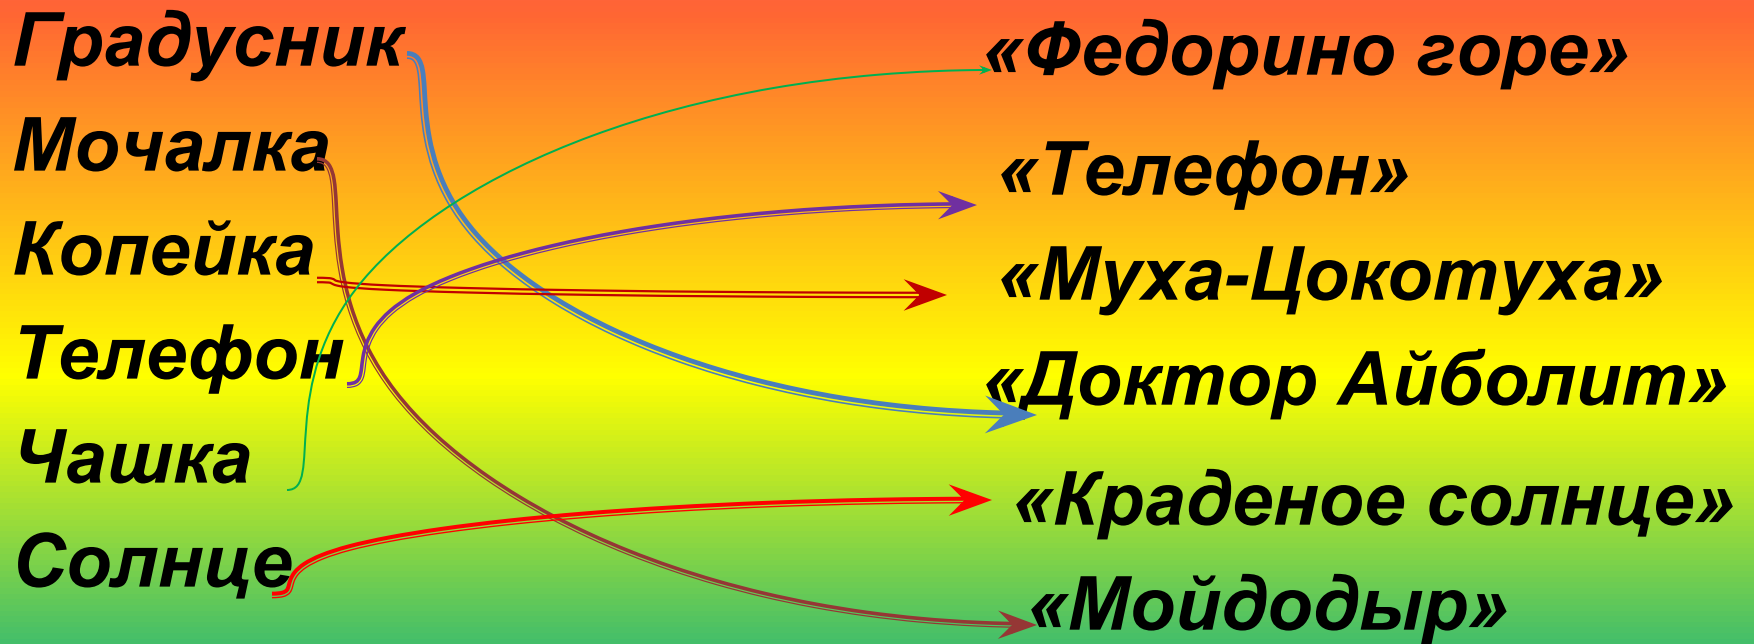 Градусник
Мочалка
Копейка
Телефон
Чашка
Солнце
«Федорино горе»
«Телефон»
«Муха-Цокотуха»
«Доктор Айболит»
«Краденое солнце»
«Мойдодыр»